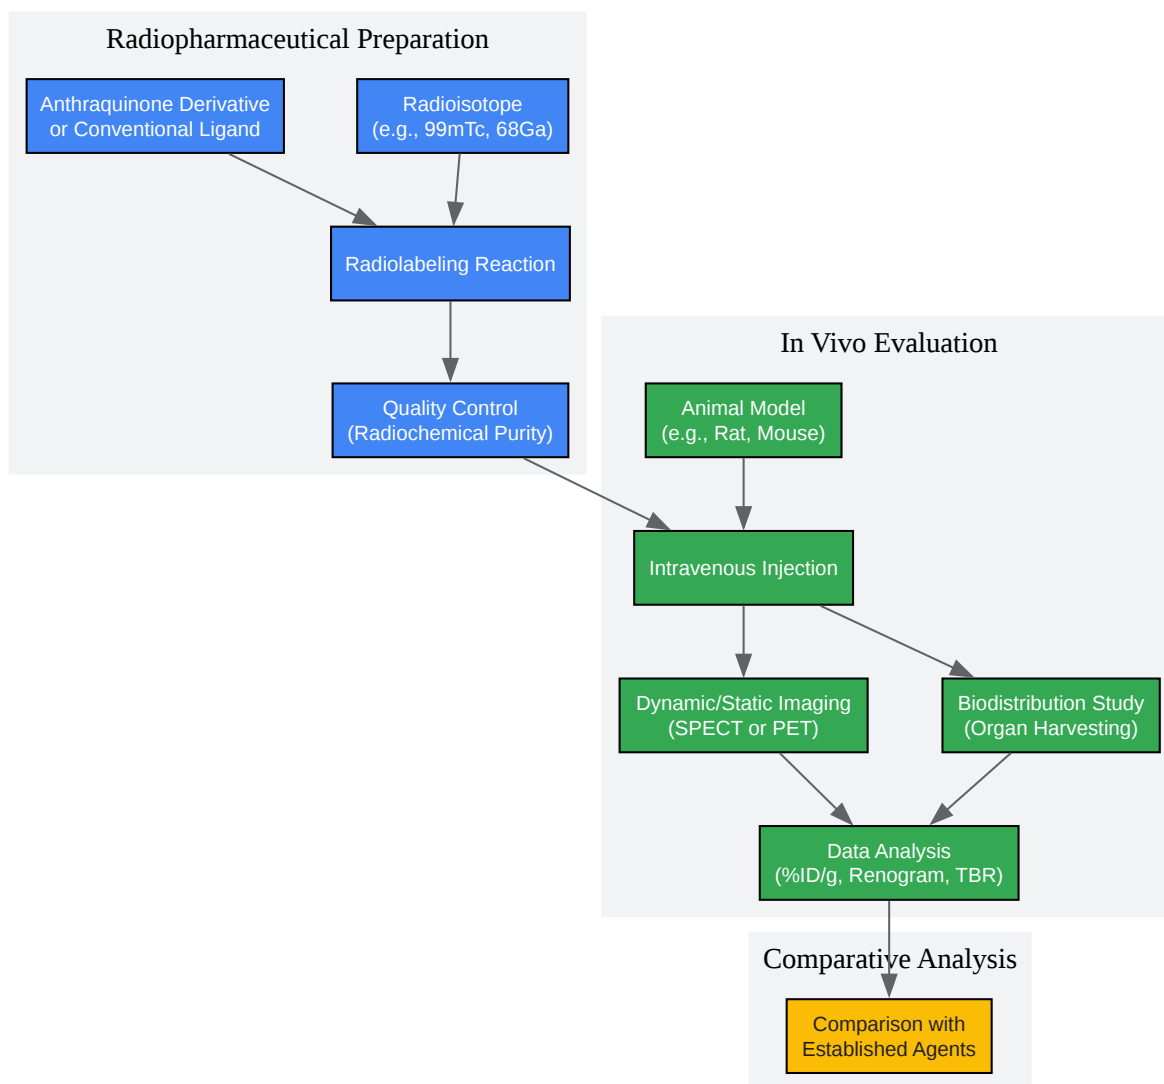 Radiopharmaceutical Preparation
Anthraquinone Derivative
or Conventional Ligand
Radioisotope
(e.g., 99mTc, 68Ga)
Radiolabeling Reaction
Quality Control
(Radiochemical Purity)
In Vivo Evaluation
Animal Model
(e.g., Rat, Mouse)
Intravenous Injection
Dynamic/Static Imaging
(SPECT or PET)
Biodistribution Study
(Organ Harvesting)
Data Analysis
(%ID/g, Renogram, TBR)
Comparative Analysis
Comparison with
Established Agents